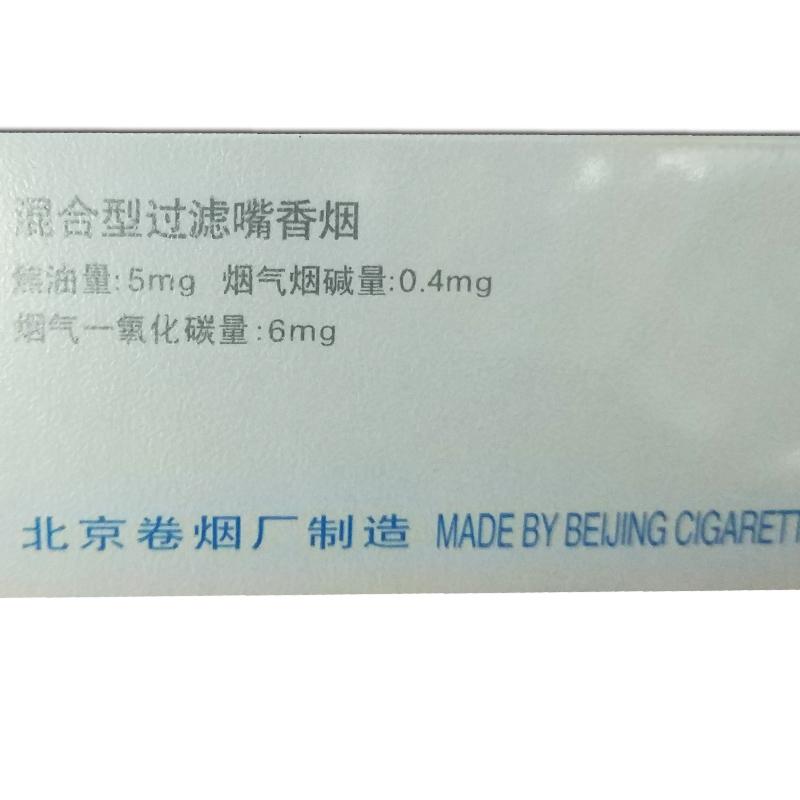 混合型过滤嘴香烟
焦油量:5mg 烟气烟碱量:0.4mg
烟气一氧化碳量:6mg
北京卷烟厂制造 MADE BY BEIJING CIGARETT